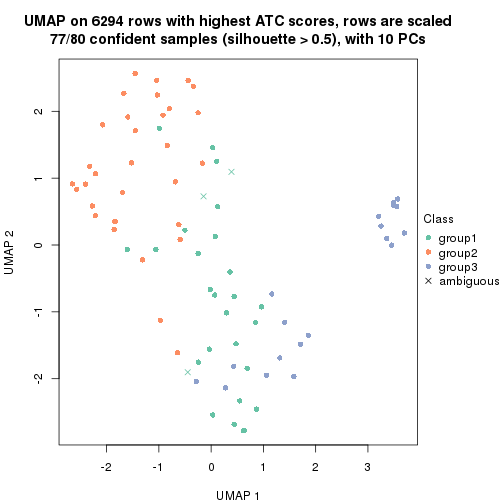 UMAP on 6294 rows with highest ATC scores, rows are scaled
77/80 confident samples (silhouette > 0.5), with 10 PCs
2
1
0
-1
-2
UMAP 2
-2
-1
0
1
2
3
UMAP 1
Class
group1
group2
group3
ambiguous